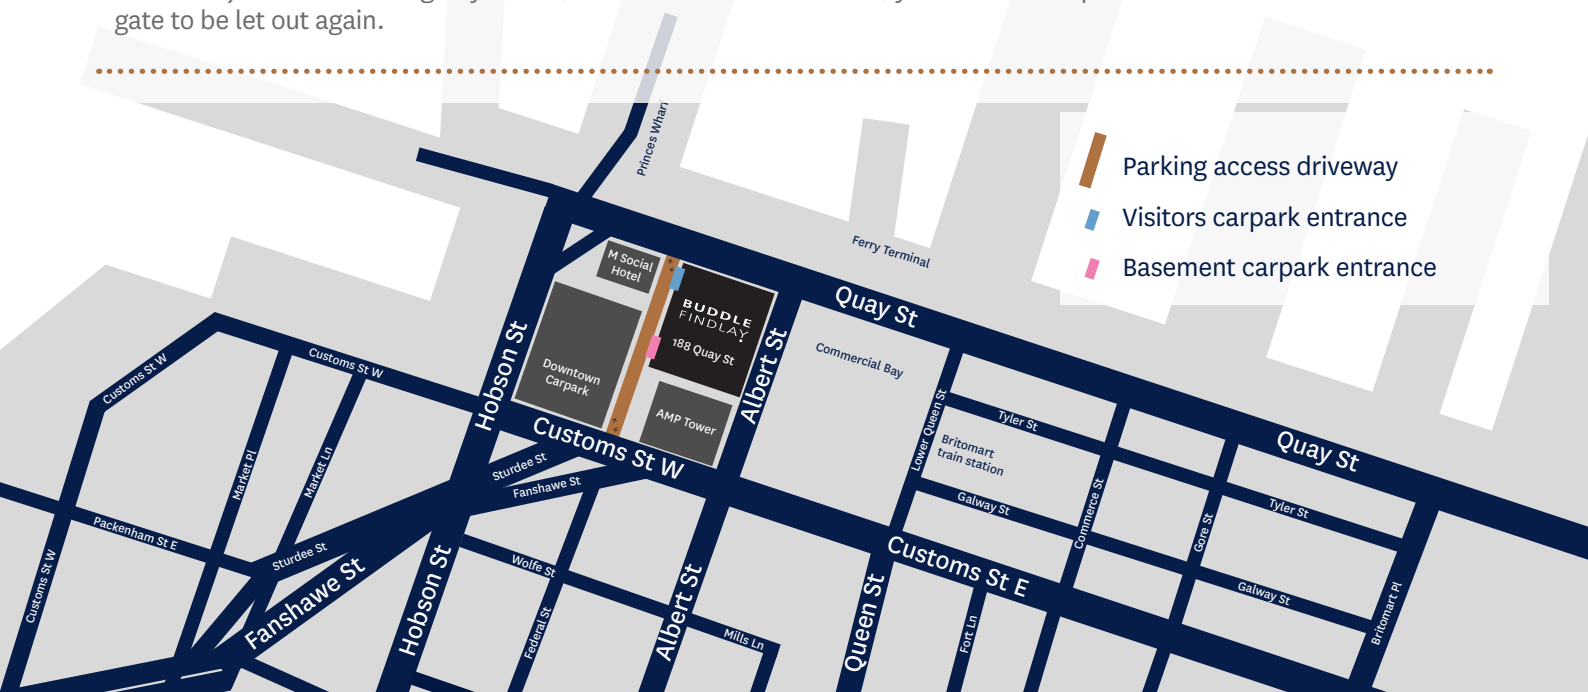 gate to be let out again.
Princes Wharf
Parking access driveway
Visitors carpark entrance
Basement carpark entrance
Ferry Terminal
M Social
Hotel
Quay St
BUDDLE
FINDLAY
188 Quay St
Hobson St
Albert St
Commercial Bay
Customs St W
Customs St W
Downtown
Carpark
AMP Tower
Lower Queen St
Tyler St
Quay St
Customs St W
Britomart
train station
Market Pl
Market Ln
Sturdee St
Fanshawe St
Galway St
Commerce St
Gore St
Tyler St
Packenham St E
Sturdee St
Customs St W
Fanshawe St
Hobson St
Wolfe St
Albert St
Customs St E
Queen St
Galway St
Britomart Pl
Federal St
Mills Ln
Fort Ln